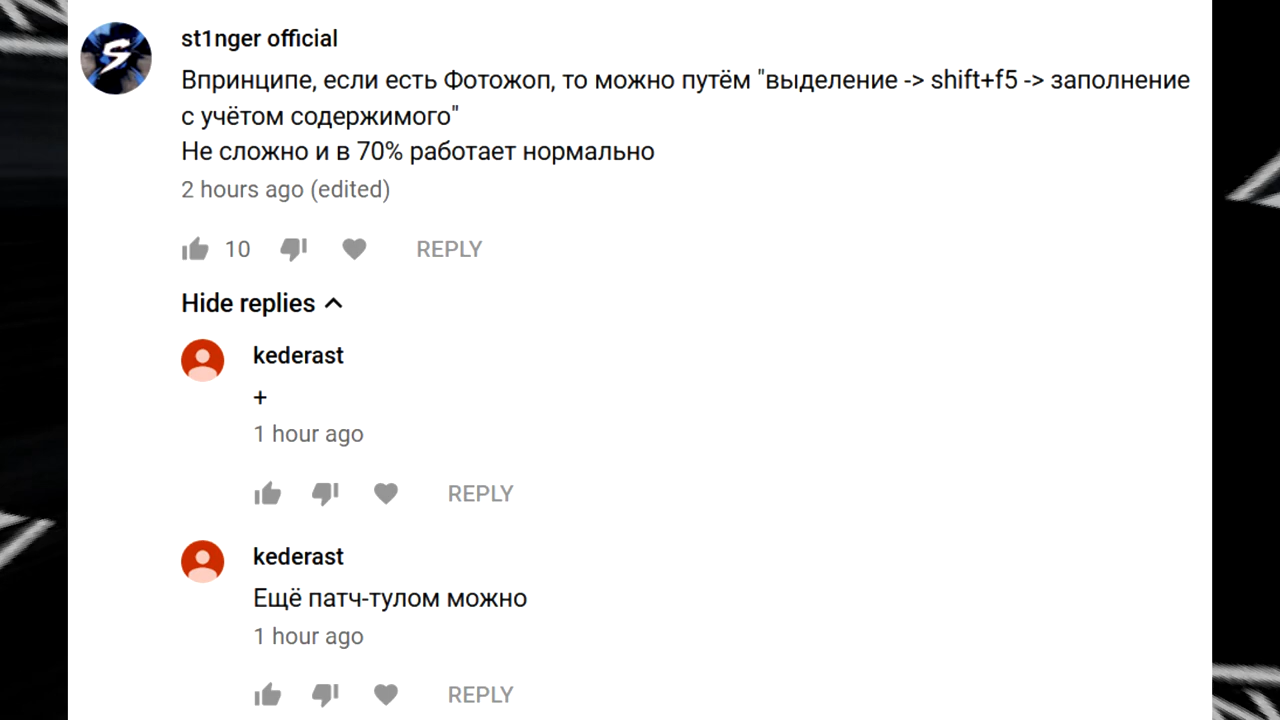 st1nger official
Впринципе, если есть Фотожоп, то можно путём "выделение -> shift+f5 -> заполнение
с учётом содержимого"
Не сложно и в 70% работает нормально
2 hours ago (edited)
10 REPLY
Hide replies
kederast
+
1 hour ago
REPLY
kederast
Ещё патч-тулом можно
1 hour ago
REPLY